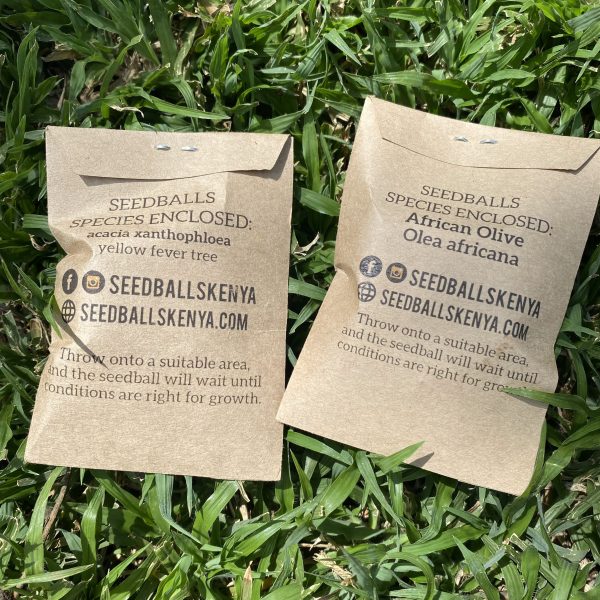 SEEDBALLS
SPECIES ENCLOSED:
acacia xanthophloea
yellow fever tree
f SEEDBALLSKENYA
SEEDBALLSKENYA.COM
Throw onto a suitable area,
and the seedball will wait until
conditions are right for growth.
SEEDBALLS
SPECIES ENCLOSED:
African Olive
Olea africana
f SEEDBALLSKENYA
SEEDBALLSKENYA.COM
Throw onto a suitable area,
and the seedball will wait until
conditions are right for growth.